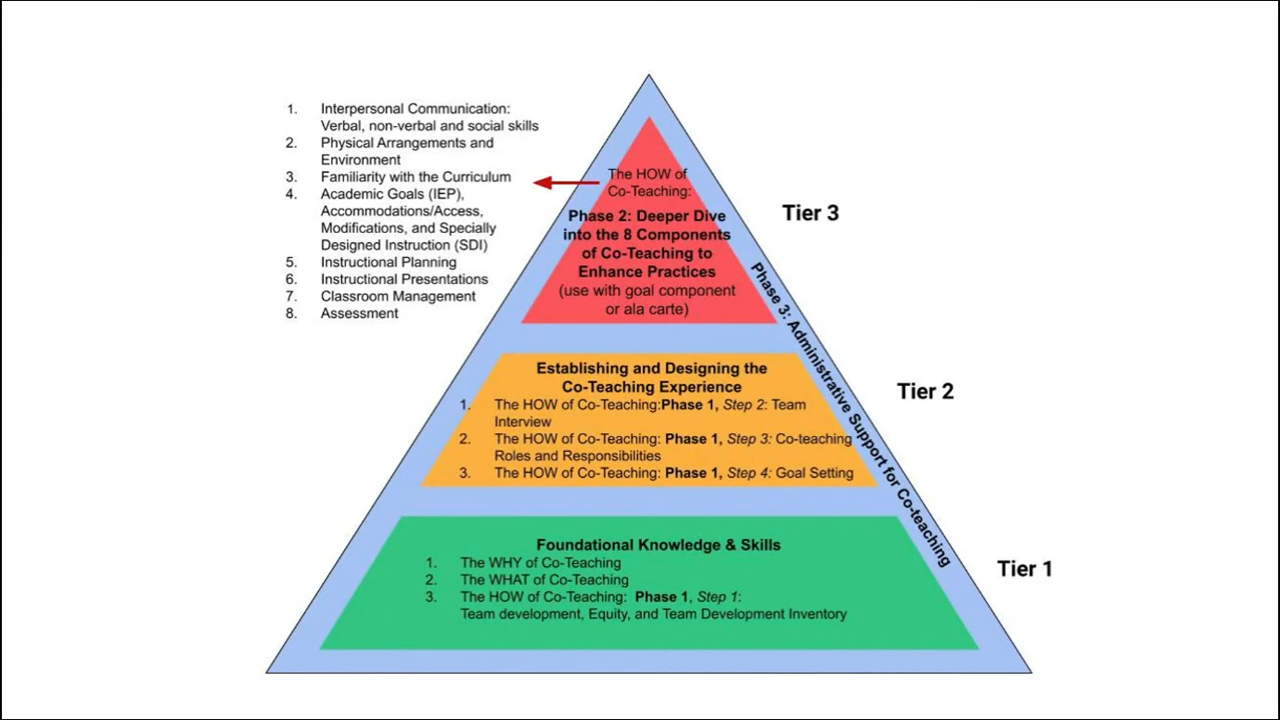 1. Interpersonal Communication:
Verbal, non-verbal and social skills
2. Physical Arrangements and
Environment
3. Familiarity with the Curriculum
4. Academic Goals (IEP),
Accommodations/Access,
Modifications, and Specially
Designed Instruction (SDI)
5. Instructional Planning
6. Instructional Presentations
7. Classroom Management
8. Assessment
The HOW of
Co-Teaching:
Phase 2: Deeper Dive
into the 8 Components
of Co-Teaching to
Enhance Practices
(use with goal component
or ala carte)
Tier 3
Phase 3: Administrative Support for Co-teaching
Establishing and Designing the
Co-Teaching Experience
1. The HOW of Co-Teaching:Phase 1, Step 2: Team
Interview
2. The HOW of Co-Teaching: Phase 1, Step 3: Co-teaching
Roles and Responsibilities
3. The HOW of Co-Teaching: Phase 1, Step 4: Goal Setting
Tier 2
Foundational Knowledge & Skills
1. The WHY of Co-Teaching
2. The WHAT of Co-Teaching
3. The HOW of Co-Teaching: Phase 1, Step 1:
Team development, Equity, and Team Development Inventory
Tier 1